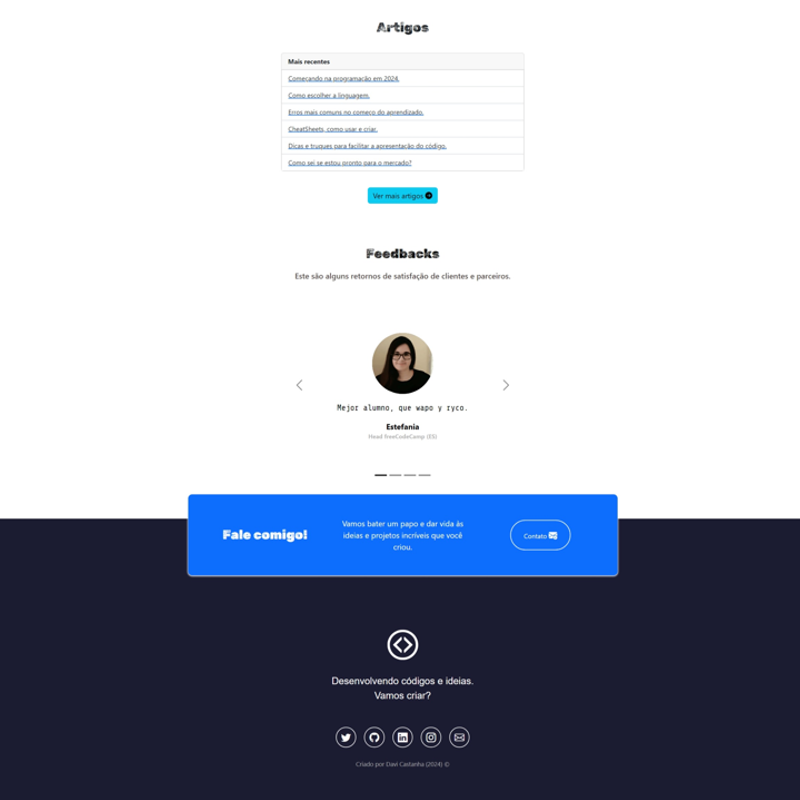 Artigos
Mais recentes
Começando na programação em 2024.
Como escolher a linguagem.
Erros mais comuns no começo do aprendizado.
CheatSheets, como usar e criar.
Dicas e truques para facilitar a apresentação do código.
Como sei se estou pronto para o mercado?
Ver mais artigos
Feedbacks
Este são alguns retornos de satisfação de clientes e parceiros.
Mejor alumno, que wapo y ryco.
Estefania
Head freeCodeCamp (ES)
Fale comigo!
Vamos bater um papo e dar vida às
ideias e projetos incríveis que você
criou.
Contato
Desenvolvendo códigos e ideias.
Vamos criar?
Criado por Davi Castanha (2024) ©